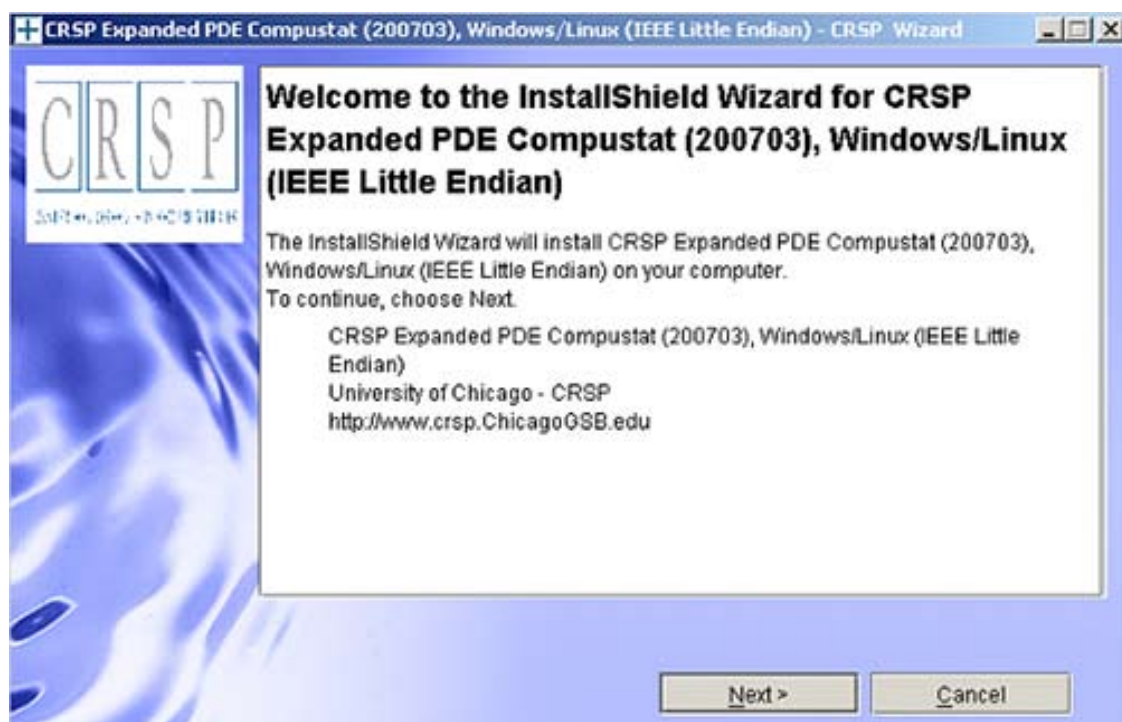 CRSP Expanded PDE Compustat (200703), Windows/Linux (IEEE Little Endian) - CRSP Wizard
CRSP
Welcome to the InstallShield Wizard for CRSP
Expanded PDE Compustat (200703), Windows/Linux
(IEEE Little Endian)
The InstallShield Wizard will install CRSP Expanded PDE Compustat (200703),
Windows/Linux (IEEE Little Endian) on your computer.
To continue, choose Next.
CRSP Expanded PDE Compustat (200703), Windows/Linux (IEEE Little
Endian)
University of Chicago - CRSP
http://www.crsp.ChicagoGSB.edu
Next >
Cancel